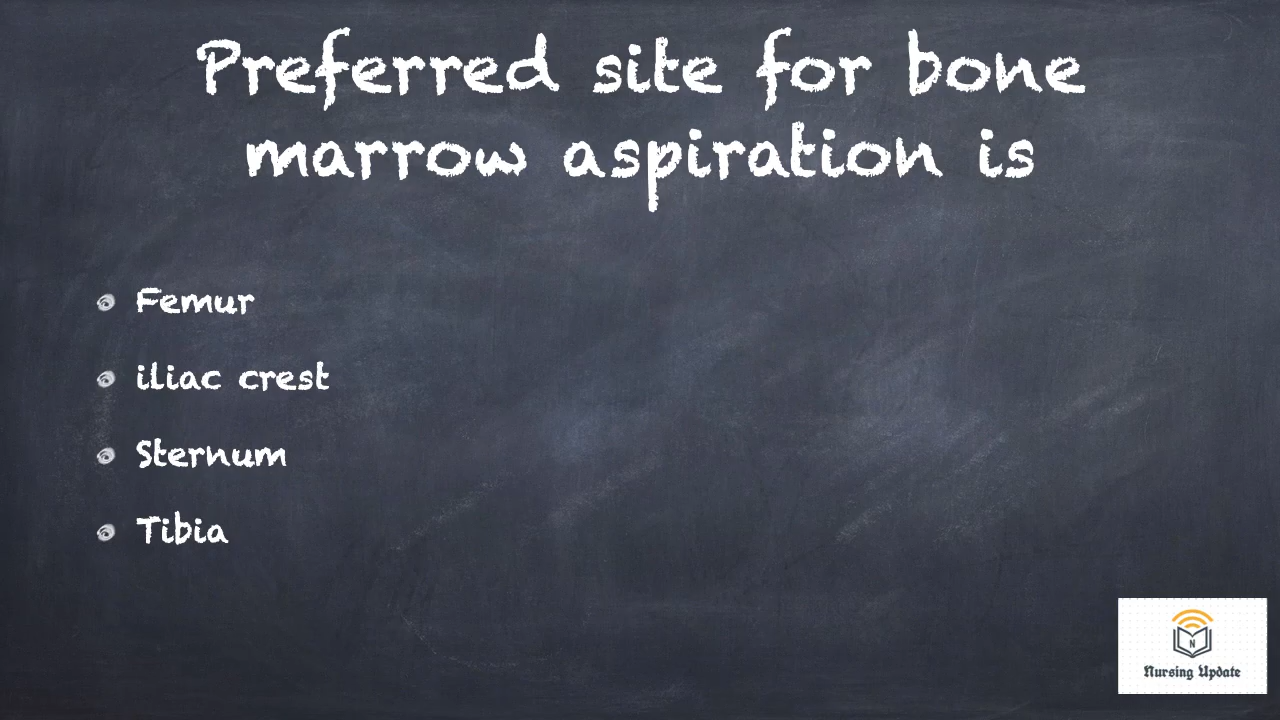 Preferred site for bone
marrow aspiration is
Femur
iliac crest
Sternum
Tibia
N
Nursing Update